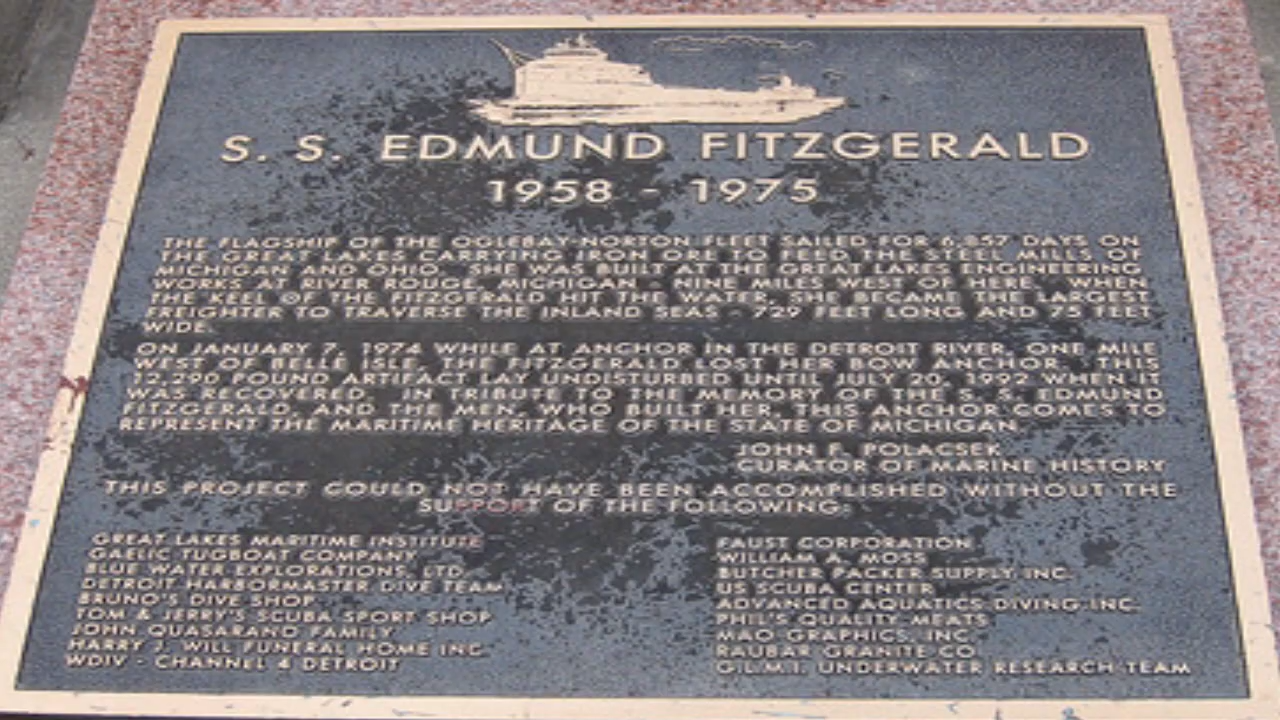 S. S. EDMUND FITZGERALD
1958 - 1975
THE FLAGSHIP OF THE OGLEBAY-NORTON FLEET SAILED FOR 6,857 DAYS ON
THE GREAT LAKES CARRYING IRON ORE TO FEED THE STEEL MILLS OF
MICHIGAN AND OHIO. SHE WAS BUILT AT THE GREAT LAKES ENGINEERING
WORKS AT RIVER ROUGE, MICHIGAN - NINE MILES WEST OF HERE. WHEN
THE KEEL OF THE FITZGERALD HIT THE WATER, SHE BECAME THE LARGEST
FREIGHTER TO TRAVERSE THE INLAND SEAS - 729 FEET LONG AND 75 FEET
WIDE.
ON JANUARY 7, 1974 WHILE AT ANCHOR IN THE DETROIT RIVER, ONE MILE
WEST OF BELLE ISLE, THE FITZGERALD LOST HER BOW ANCHOR. THIS
12,290 POUND ARTIFACT LAY UNDISTURBED UNTIL JULY 20, 1992 WHEN IT
WAS RECOVERED. IN TRIBUTE TO THE MEMORY OF THE S. S. EDMUND
FITZGERALD, AND THE MEN, WHO BUILT HER, THIS ANCHOR COMES TO
REPRESENT THE MARITIME HERITAGE OF THE STATE OF MICHIGAN.
JOHN F. POLACSEK
CURATOR OF MARINE HISTORY
THIS PROJECT COULD NOT HAVE BEEN ACCOMPLISHED WITHOUT THE
SUPPORT OF THE FOLLOWING:
GREAT LAKES MARITIME INSTITUTE
GAELIC TUGBOAT COMPANY
BLUE WATER EXPLORATIONS, LTD.
DETROIT HARBORMASTER DIVE TEAM
BRUNO'S DIVE SHOP
TOM & JERRY'S SCUBA SPORT SHOP
JOHN QUASARAND FAMILY
HARRY J. WILL FUNERAL HOME INC.
WDIV - CHANNEL 4 DETROIT
FAUST CORPORATION
WILLIAM A. MOSS
BUTCHER PACKER SUPPLY INC.
US SCUBA CENTER
ADVANCED AQUATICS DIVING INC.
PHIL'S QUALITY MEATS
MAO GRAPHICS, INC.
RAUBAR GRANITE CO.
G.L.M.I. UNDERWATER RESEARCH TEAM